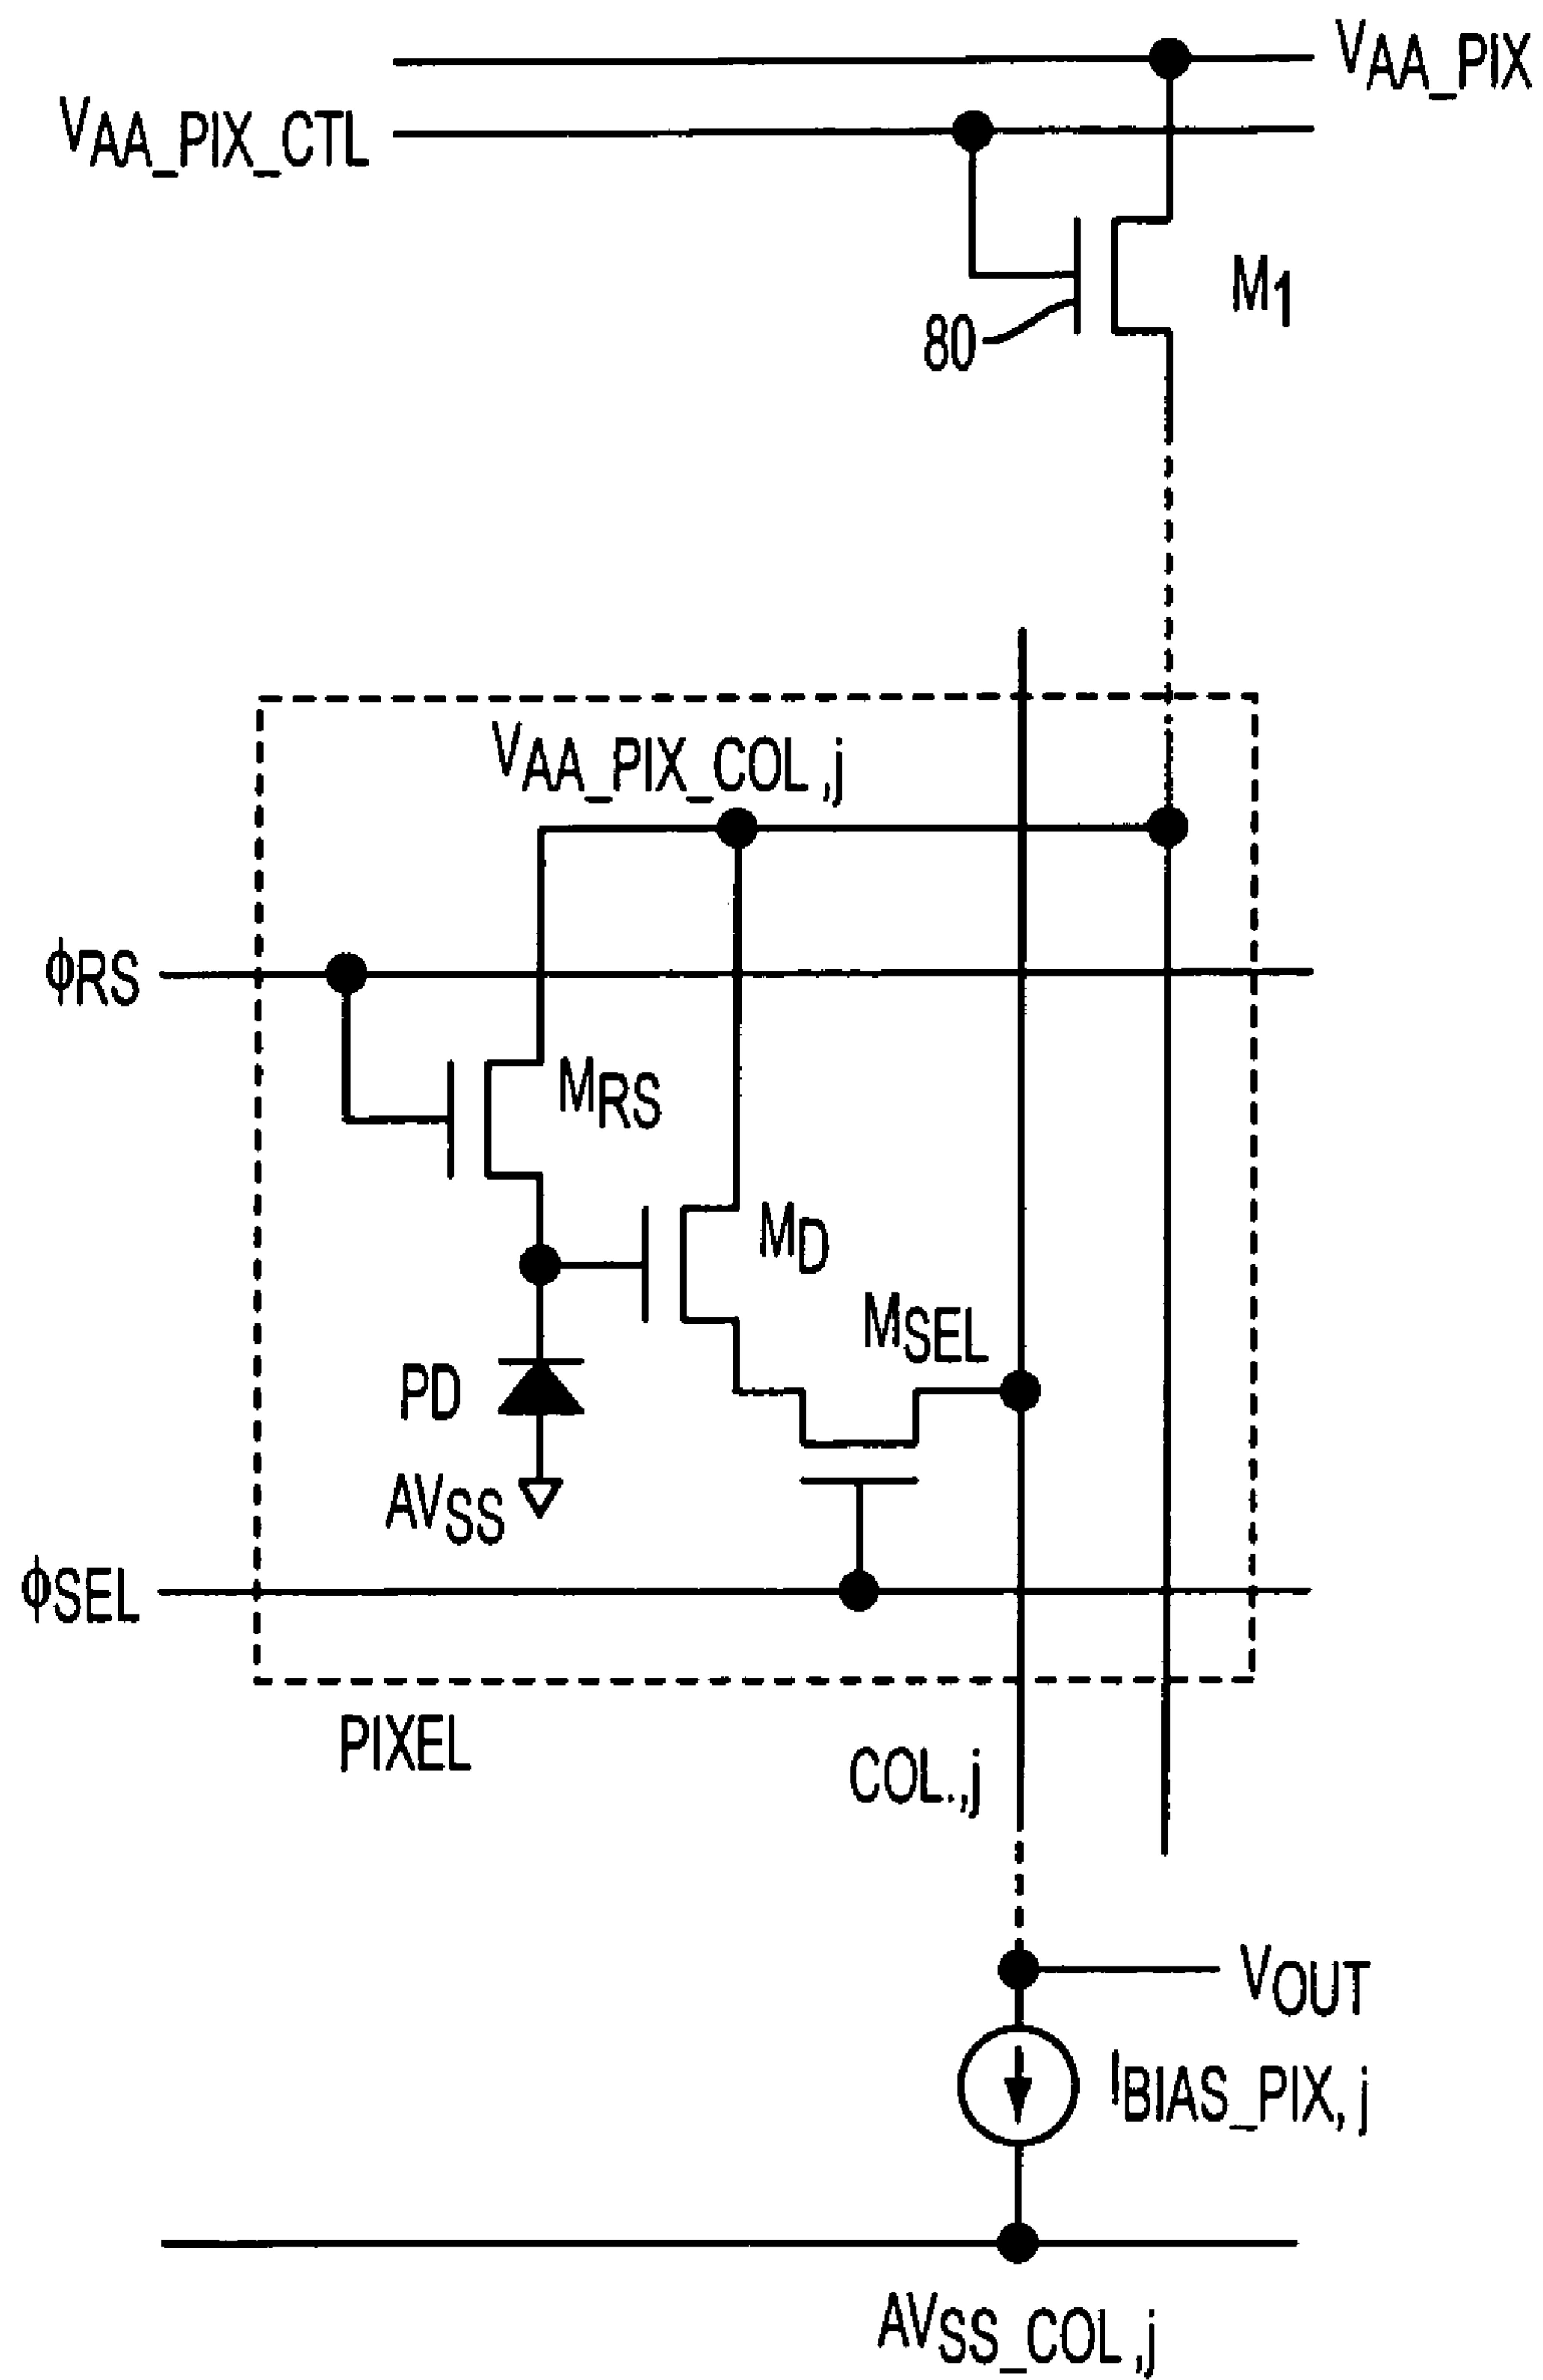 VAA_PIX
VAA_PIX_CTL
M1
80
VAA_PIX_COL,j
ϕRS
MRS
MD
MSEL
PD
AVSS
ϕSEL
PIXEL
COL.,j
VOUT
IBIAS_PIX, j
AVSS_COL,j